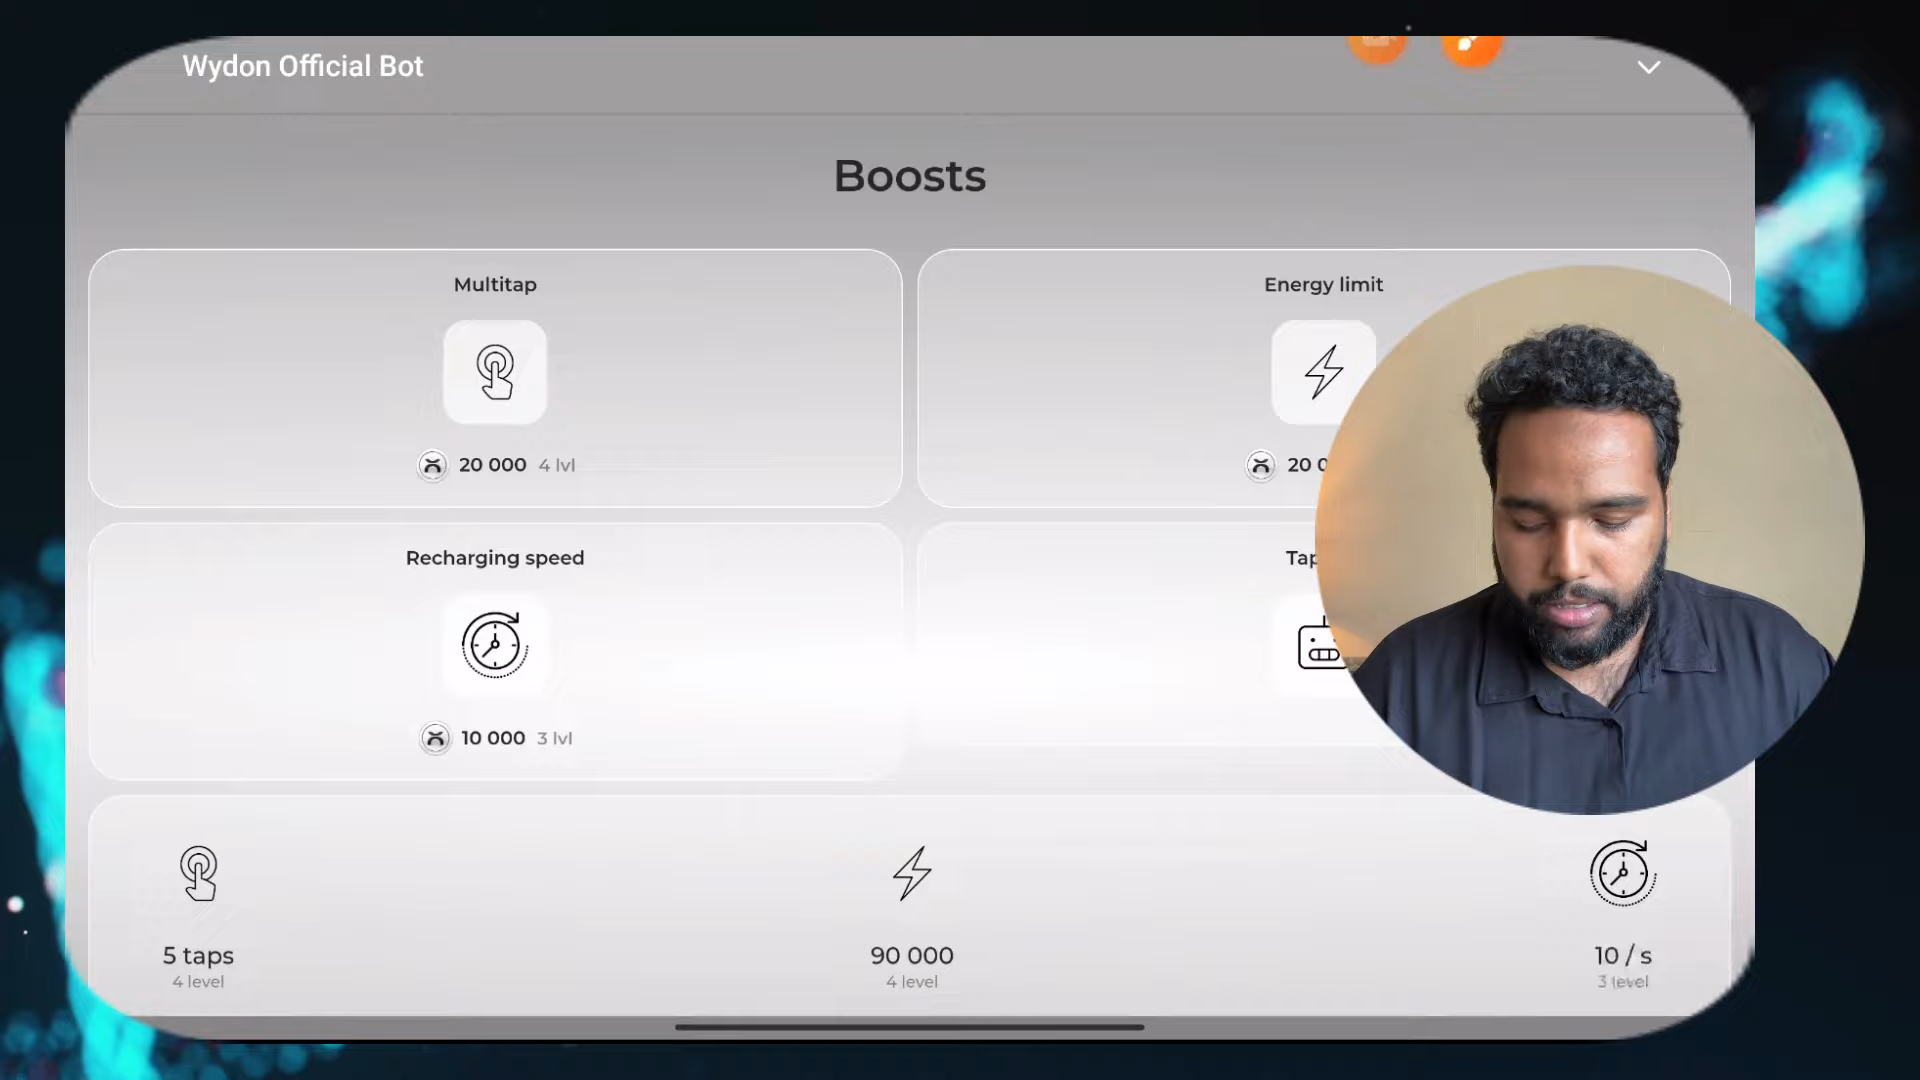 Wydon Official Bot
Boosts
Multitap
20 000 4 lvl
Energy limit
20
Recharging speed
10 000 3 lvl
5 taps
4 level
90 000
4 level
10 / s
3 level